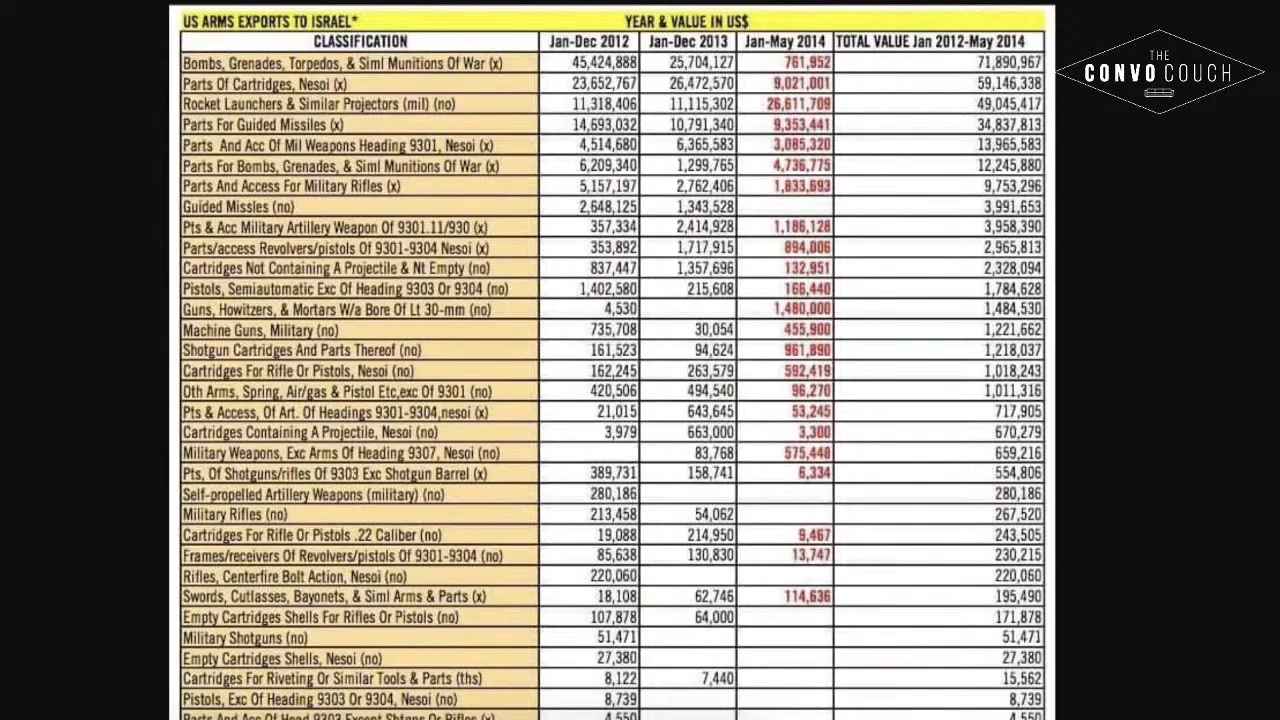 US ARMS EXPORTS TO ISRAEL* YEAR & VALUE IN US$
CLASSIFICATION Jan-Dec 2012 Jan-Dec 2013 Jan-May 2014 TOTAL VALUE Jan 2012-May 2014
Bombs, Grenades, Torpedos, & Siml Munitions Of War (x) 45,424,888 25,704,127 761,952 71,890,967
Parts Of Cartridges, Nesoi (x) 23,652,767 26,472,570 9,021,001 59,146,338
Rocket Launchers & Similar Projectors (mil) (no) 11,318,406 11,115,302 26,611,709 49,045,417
Parts For Guided Missiles (x) 14,693,032 10,791,340 9,353,441 34,837,813
Parts And Acc Of Mil Weapons Heading 9301, Nesoi (x) 4,514,680 6,365,583 3,085,320 13,965,583
Parts For Bombs, Grenades, & Siml Munitions Of War (x) 6,209,340 1,299,765 4,736,775 12,245,880
Parts And Access For Military Rifles (x) 5,157,197 2,762,406 1,833,693 9,753,296
Guided Missles (no) 2,648,125 1,343,528 3,991,653
Pts & Acc Military Artillery Weapon Of 9301.11/930 (x) 357,334 2,414,928 1,186,128 3,958,390
Parts/access Revolvers/pistols Of 9301-9304 Nesoi (x) 353,892 1,717,915 894,006 2,965,813
Cartridges Not Containing A Projectile & Nt Empty (no) 837,447 1,357,696 132,951 2,328,094
Pistols, Semiautomatic Exc Of Heading 9303 Or 9304 (no) 1,402,580 215,608 166,440 1,784,628
Guns, Howitzers, & Mortars W/a Bore Of Lt 30-mm (no) 4,530 1,480,000 1,484,530
Machine Guns, Military (no) 735,708 30,054 455,900 1,221,662
Shotgun Cartridges And Parts Thereof (no) 161,523 94,624 961,890 1,218,037
Cartridges For Rifle Or Pistols, Nesoi (no) 162,245 263,579 592,419 1,018,243
Oth Arms, Spring, Air/gas & Pistol Etc,exc Of 9301 (no) 420,506 494,540 96,270 1,011,316
Pts & Access, Of Art. Of Headings 9301-9304,nesoi (x) 21,015 643,645 53,245 717,905
Cartridges Containing A Projectile, Nesoi (no) 3,979 663,000 3,300 670,279
Military Weapons, Exc Arms Of Heading 9307, Nesoi (no) 83,768 575,448 659,216
Pts, Of Shotguns/rifles Of 9303 Exc Shotgun Barrel (x) 389,731 158,741 6,334 554,806
Self-propelled Artillery Weapons (military) (no) 280,186 280,186
Military Rifles (no) 213,458 54,062 267,520
Cartridges For Rifle Or Pistols .22 Caliber (no) 19,088 214,950 9,467 243,505
Frames/receivers Of Revolvers/pistols Of 9301-9304 (no) 85,638 130,830 13,747 230,215
Rifles, Centerfire Bolt Action, Nesoi (no) 220,060 220,060
Swords, Cutlasses, Bayonets, & Siml Arms & Parts (x) 18,108 62,746 114,636 195,490
Empty Cartridges Shells For Rifles Or Pistols (no) 107,878 64,000 171,878
Military Shotguns (no) 51,471 51,471
Empty Cartridges Shells, Nesoi (no) 27,380 27,380
Cartridges For Riveting Or Similar Tools & Parts (ths) 8,122 7,440 15,562
Pistols, Exc Of Heading 9303 Or 9304, Nesoi (no) 8,739 8,739
Parts And Acc Of Head 9303 Except Shtgns Or Rifles (x) 4,550 4,550
THE
CONVO COUCH